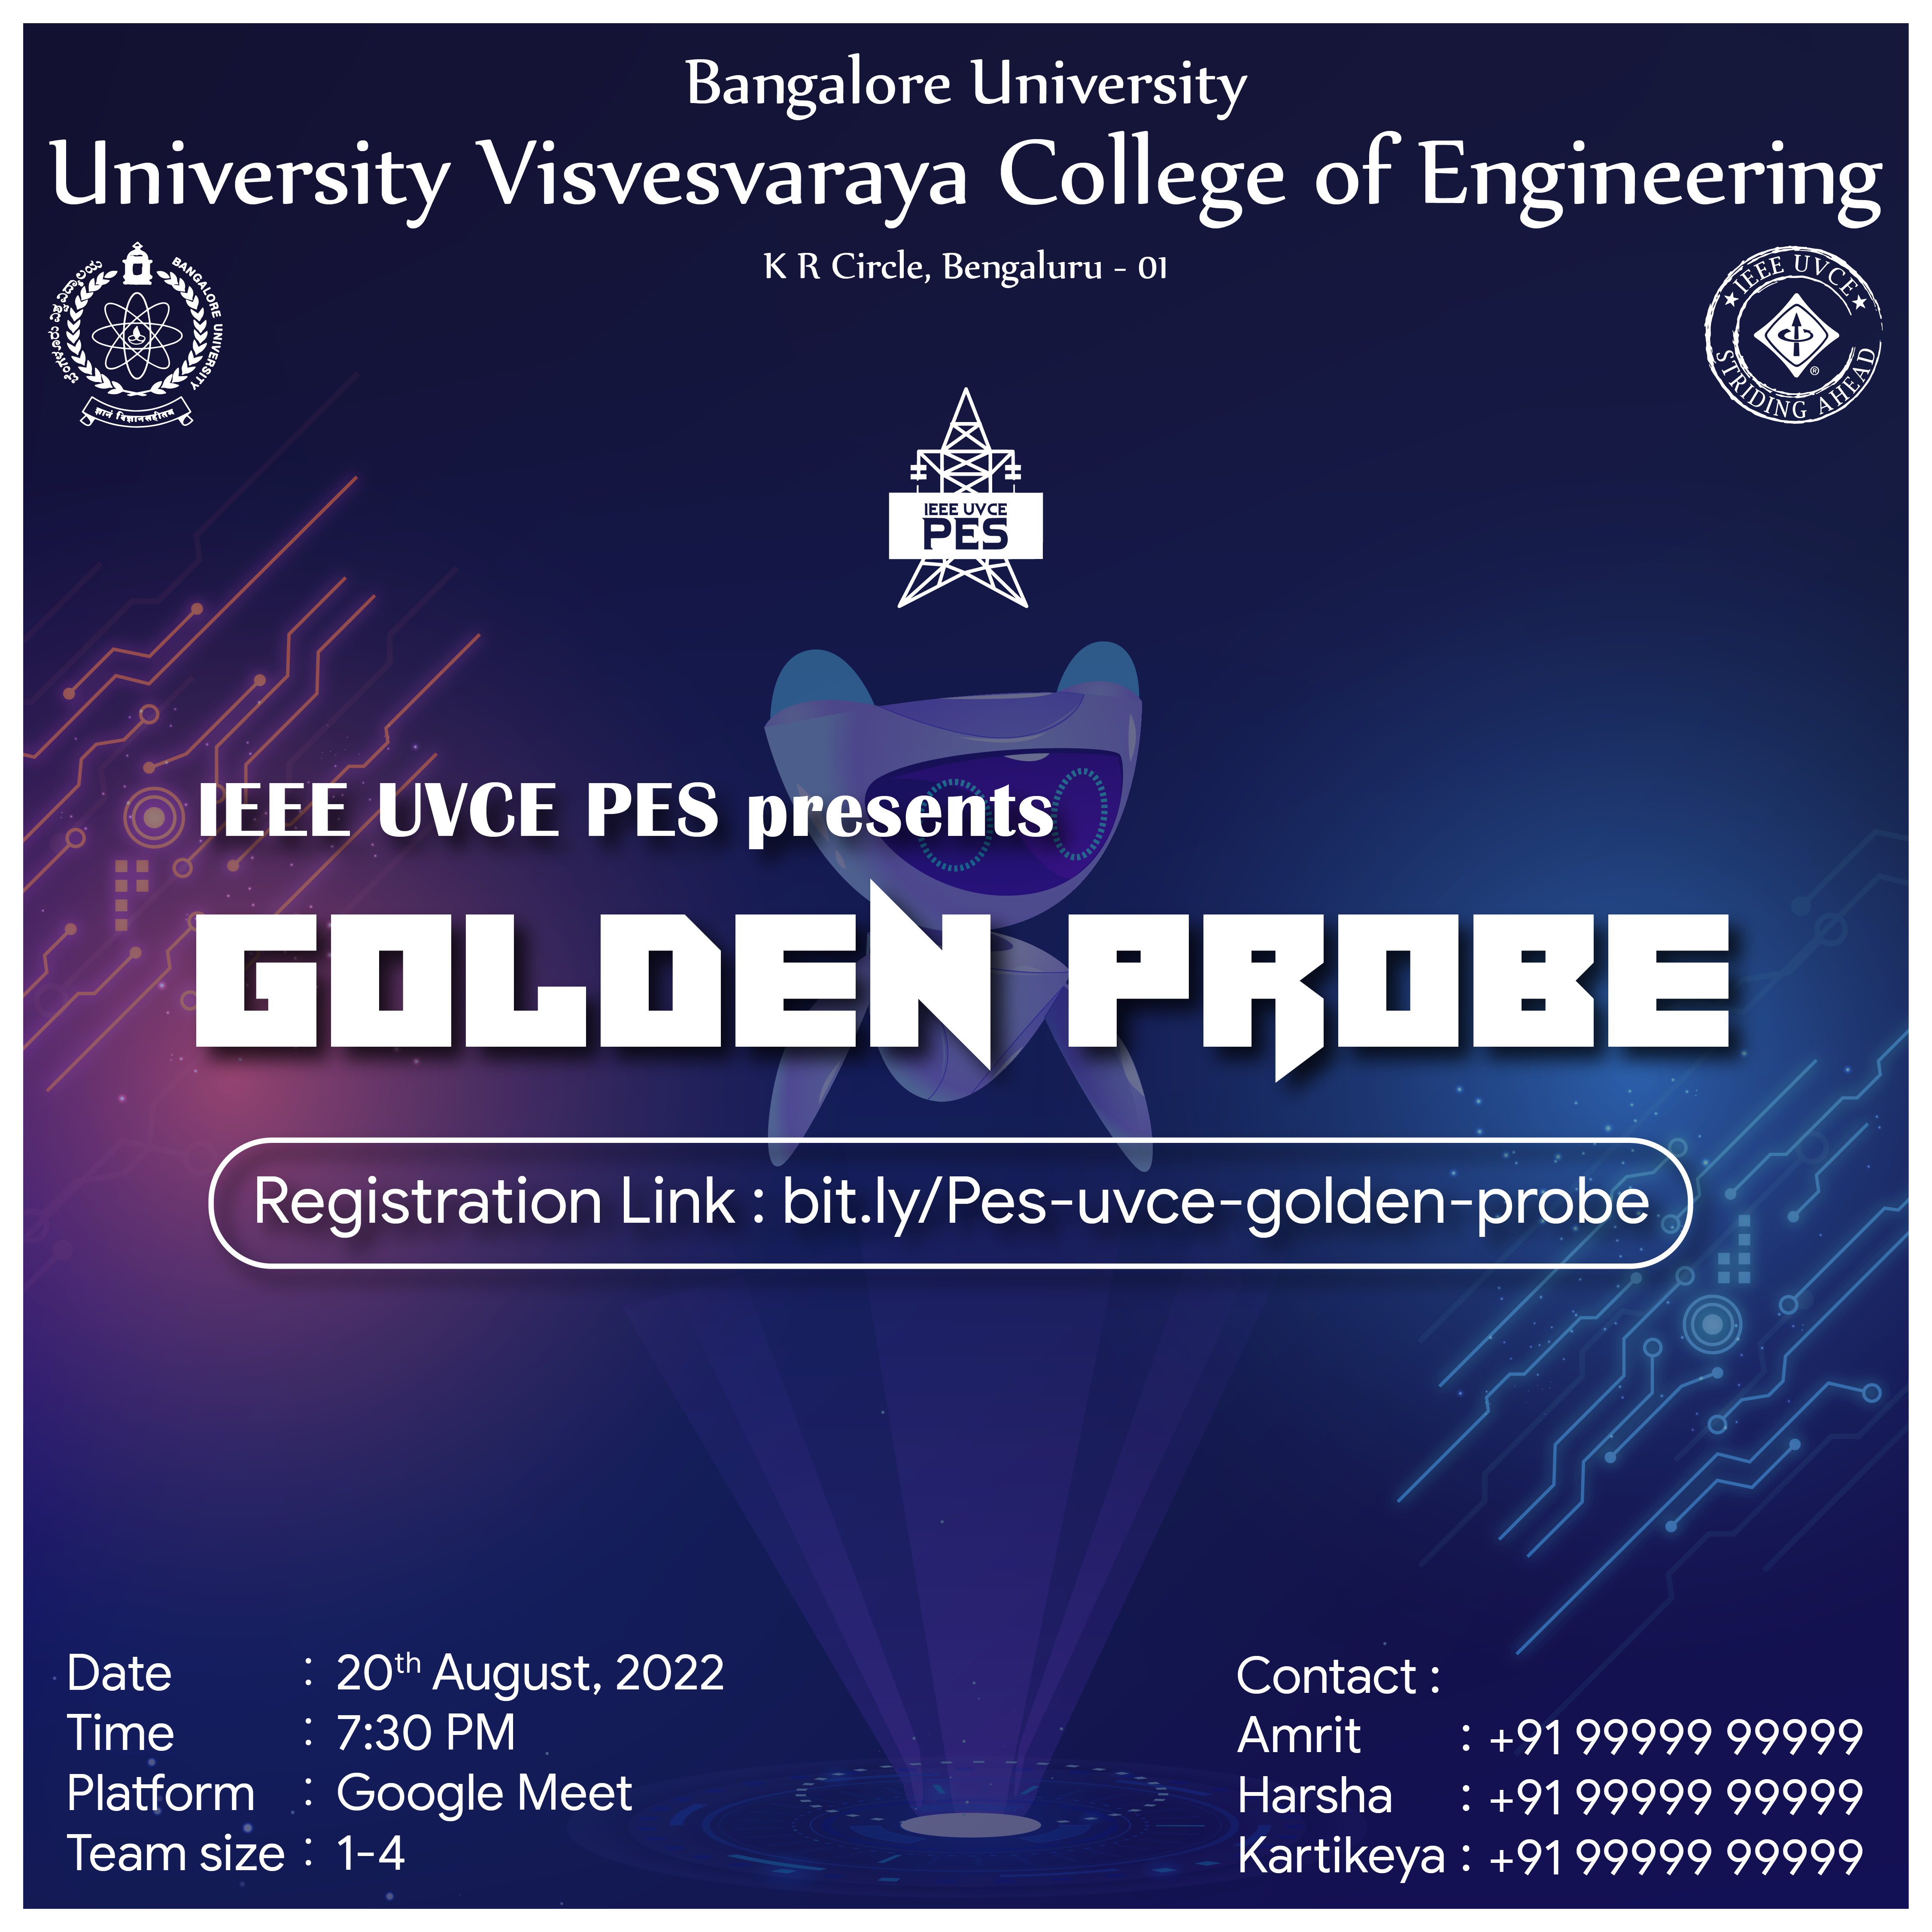 Bangalore University
University Visvesvaraya College of Engineering
K R Circle, Bengaluru - 01
BANGALORE UNIVERSITY
ज्ञानं विज्ञानसहितम्
IEEE UVCE
STRIDING AHEAD
®
IEEE UVCE
PES
IEEE UVCE PES presents
GOLDEN PROBE
Registration Link : bit.ly/Pes-uvce-golden-probe
Date : 20th August, 2022
Time : 7:30 PM
Platform : Google Meet
Team size : 1-4
Contact :
Amrit : +91 99999 99999
Harsha : +91 99999 99999
Kartikeya : +91 99999 99999